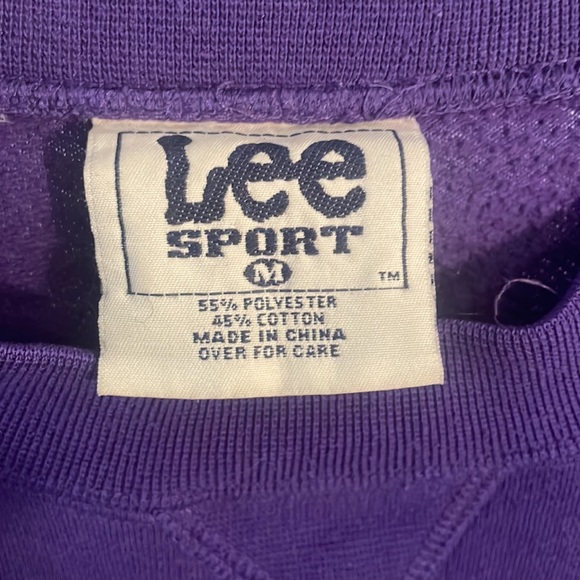 Lee
SPORT
M
TM
55% POLYESTER
45% COTTON
MADE IN CHINA
OVER FOR CARE